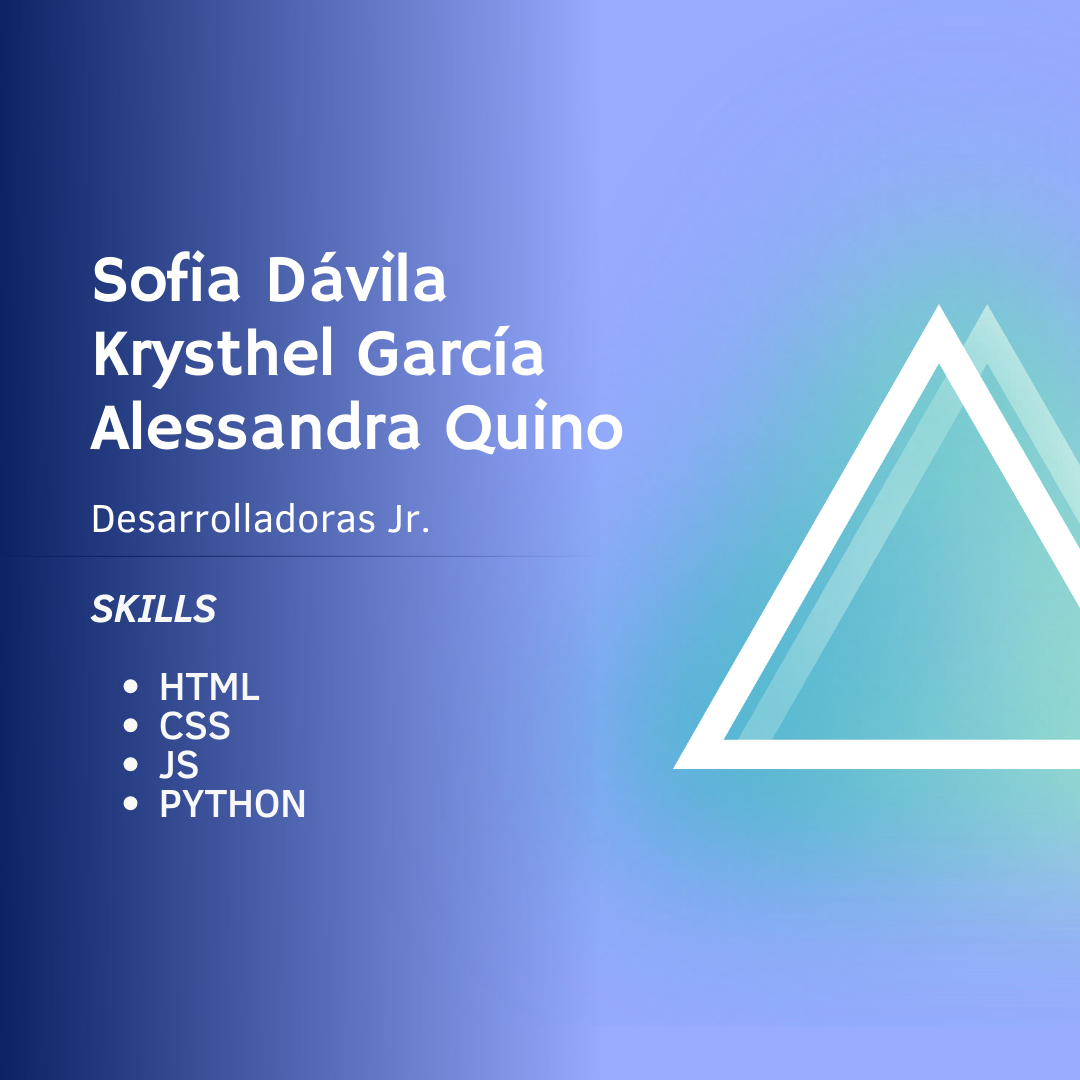 Sofia Dávila
Krysthel García
Alessandra Quino
Desarrolladoras Jr.
SKILLS
• HTML
• CSS
• JS
• PYTHON